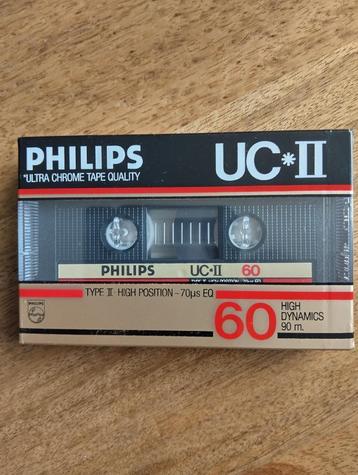 PHILIPS
*ULTRA CHROME TAPE QUALITY
UC*II
PHILIPS UC•II 60
TYPE II·HIGH POSITION–70µs EQ
PHILIPS
60
HIGH
DYNAMICS
90 m.